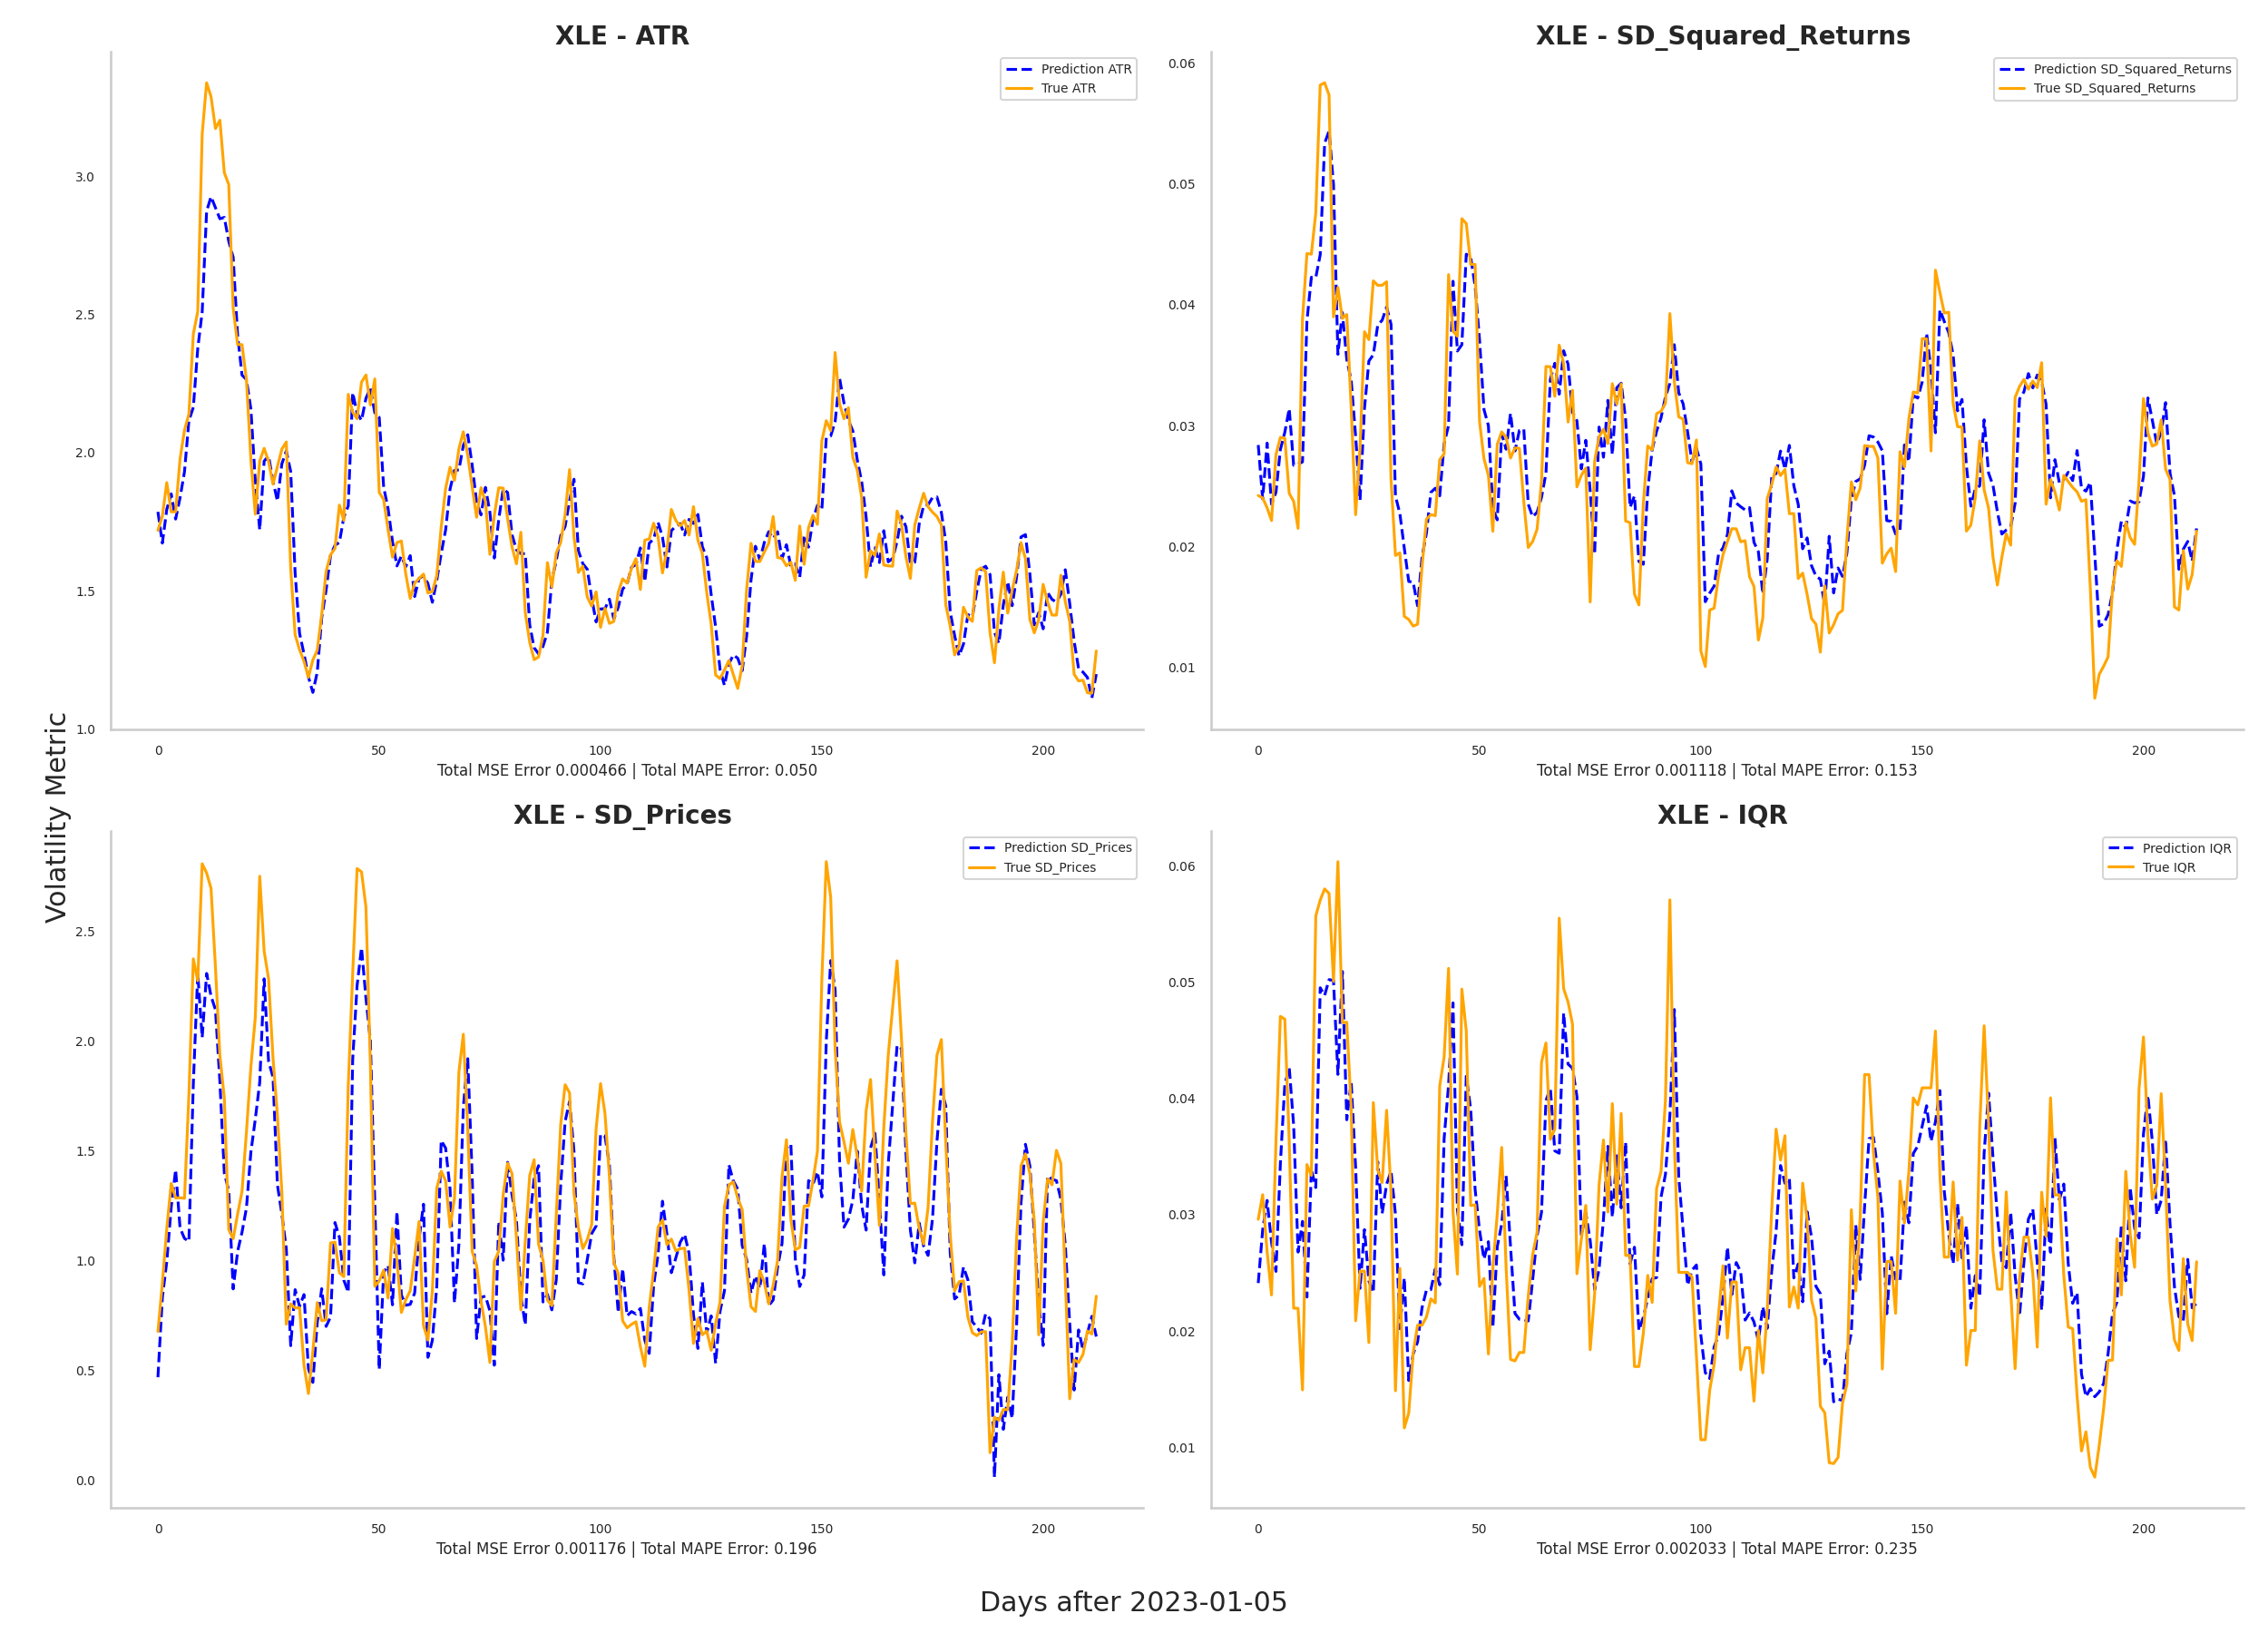 XLE - ATR
Prediction ATR
True ATR
3.0
2.5
2.0
1.5
1.0
0 50 100 150 200
Total MSE Error 0.000466 | Total MAPE Error: 0.050
XLE - SD_Squared_Returns
Prediction SD_Squared_Returns
True SD_Squared_Returns
0.06
0.05
0.04
0.03
0.02
0.01
0 50 100 150 200
Total MSE Error 0.001118 | Total MAPE Error: 0.153
Volatility Metric
XLE - SD_Prices
Prediction SD_Prices
True SD_Prices
2.5
2.0
1.5
1.0
0.5
0.0
0 50 100 150 200
Total MSE Error 0.001176 | Total MAPE Error: 0.196
XLE - IQR
Prediction IQR
True IQR
0.06
0.05
0.04
0.03
0.02
0.01
0 50 100 150 200
Total MSE Error 0.002033 | Total MAPE Error: 0.235
Days after 2023-01-05